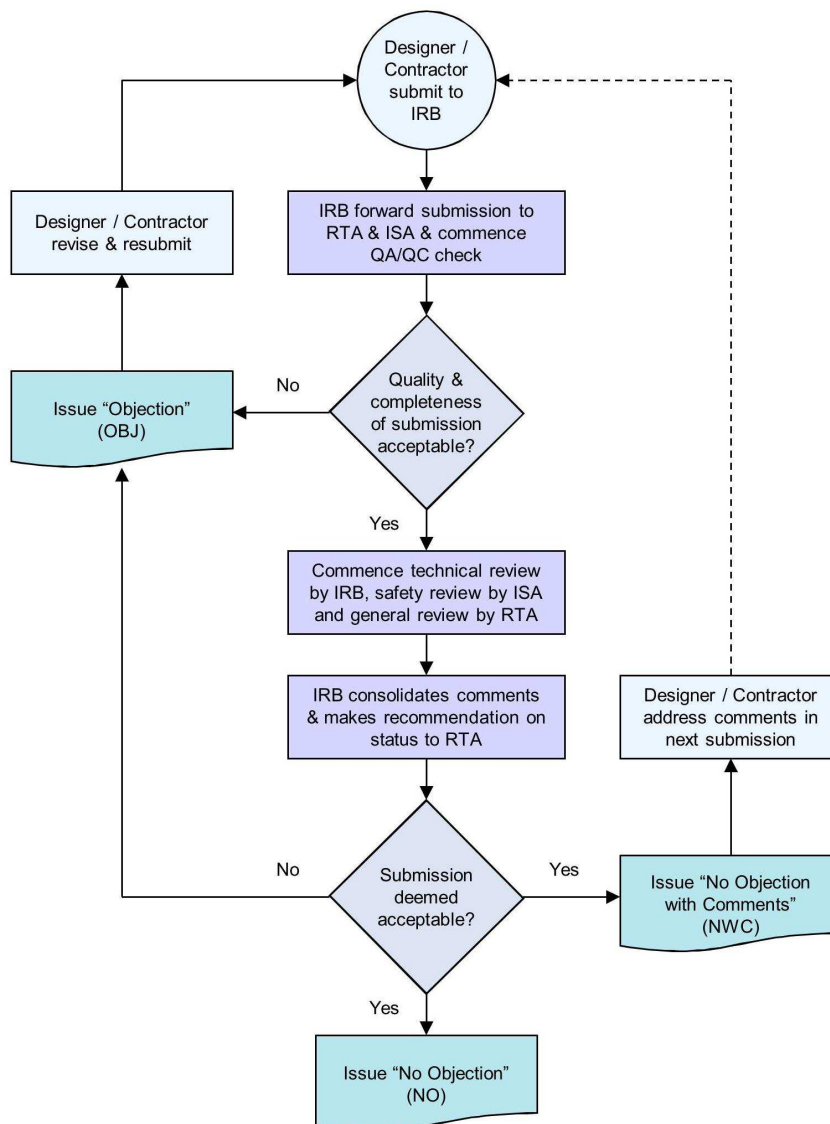 Designer /
Contractor
submit to
IRB
Designer / Contractor
revise & resubmit
IRB forward submission to
RTA & ISA & commence
QA/QC check
Issue “Objection”
(OBJ)
No
Quality &
completeness
of submission
acceptable?
Yes
Commence technical review
by IRB, safety review by ISA
and general review by RTA
IRB consolidates comments
& makes recommendation on
status to RTA
Designer / Contractor
address comments in
next submission
No
Submission
deemed
acceptable?
Yes
Issue “No Objection
with Comments”
(NWC)
Yes
Issue “No Objection”
(NO)